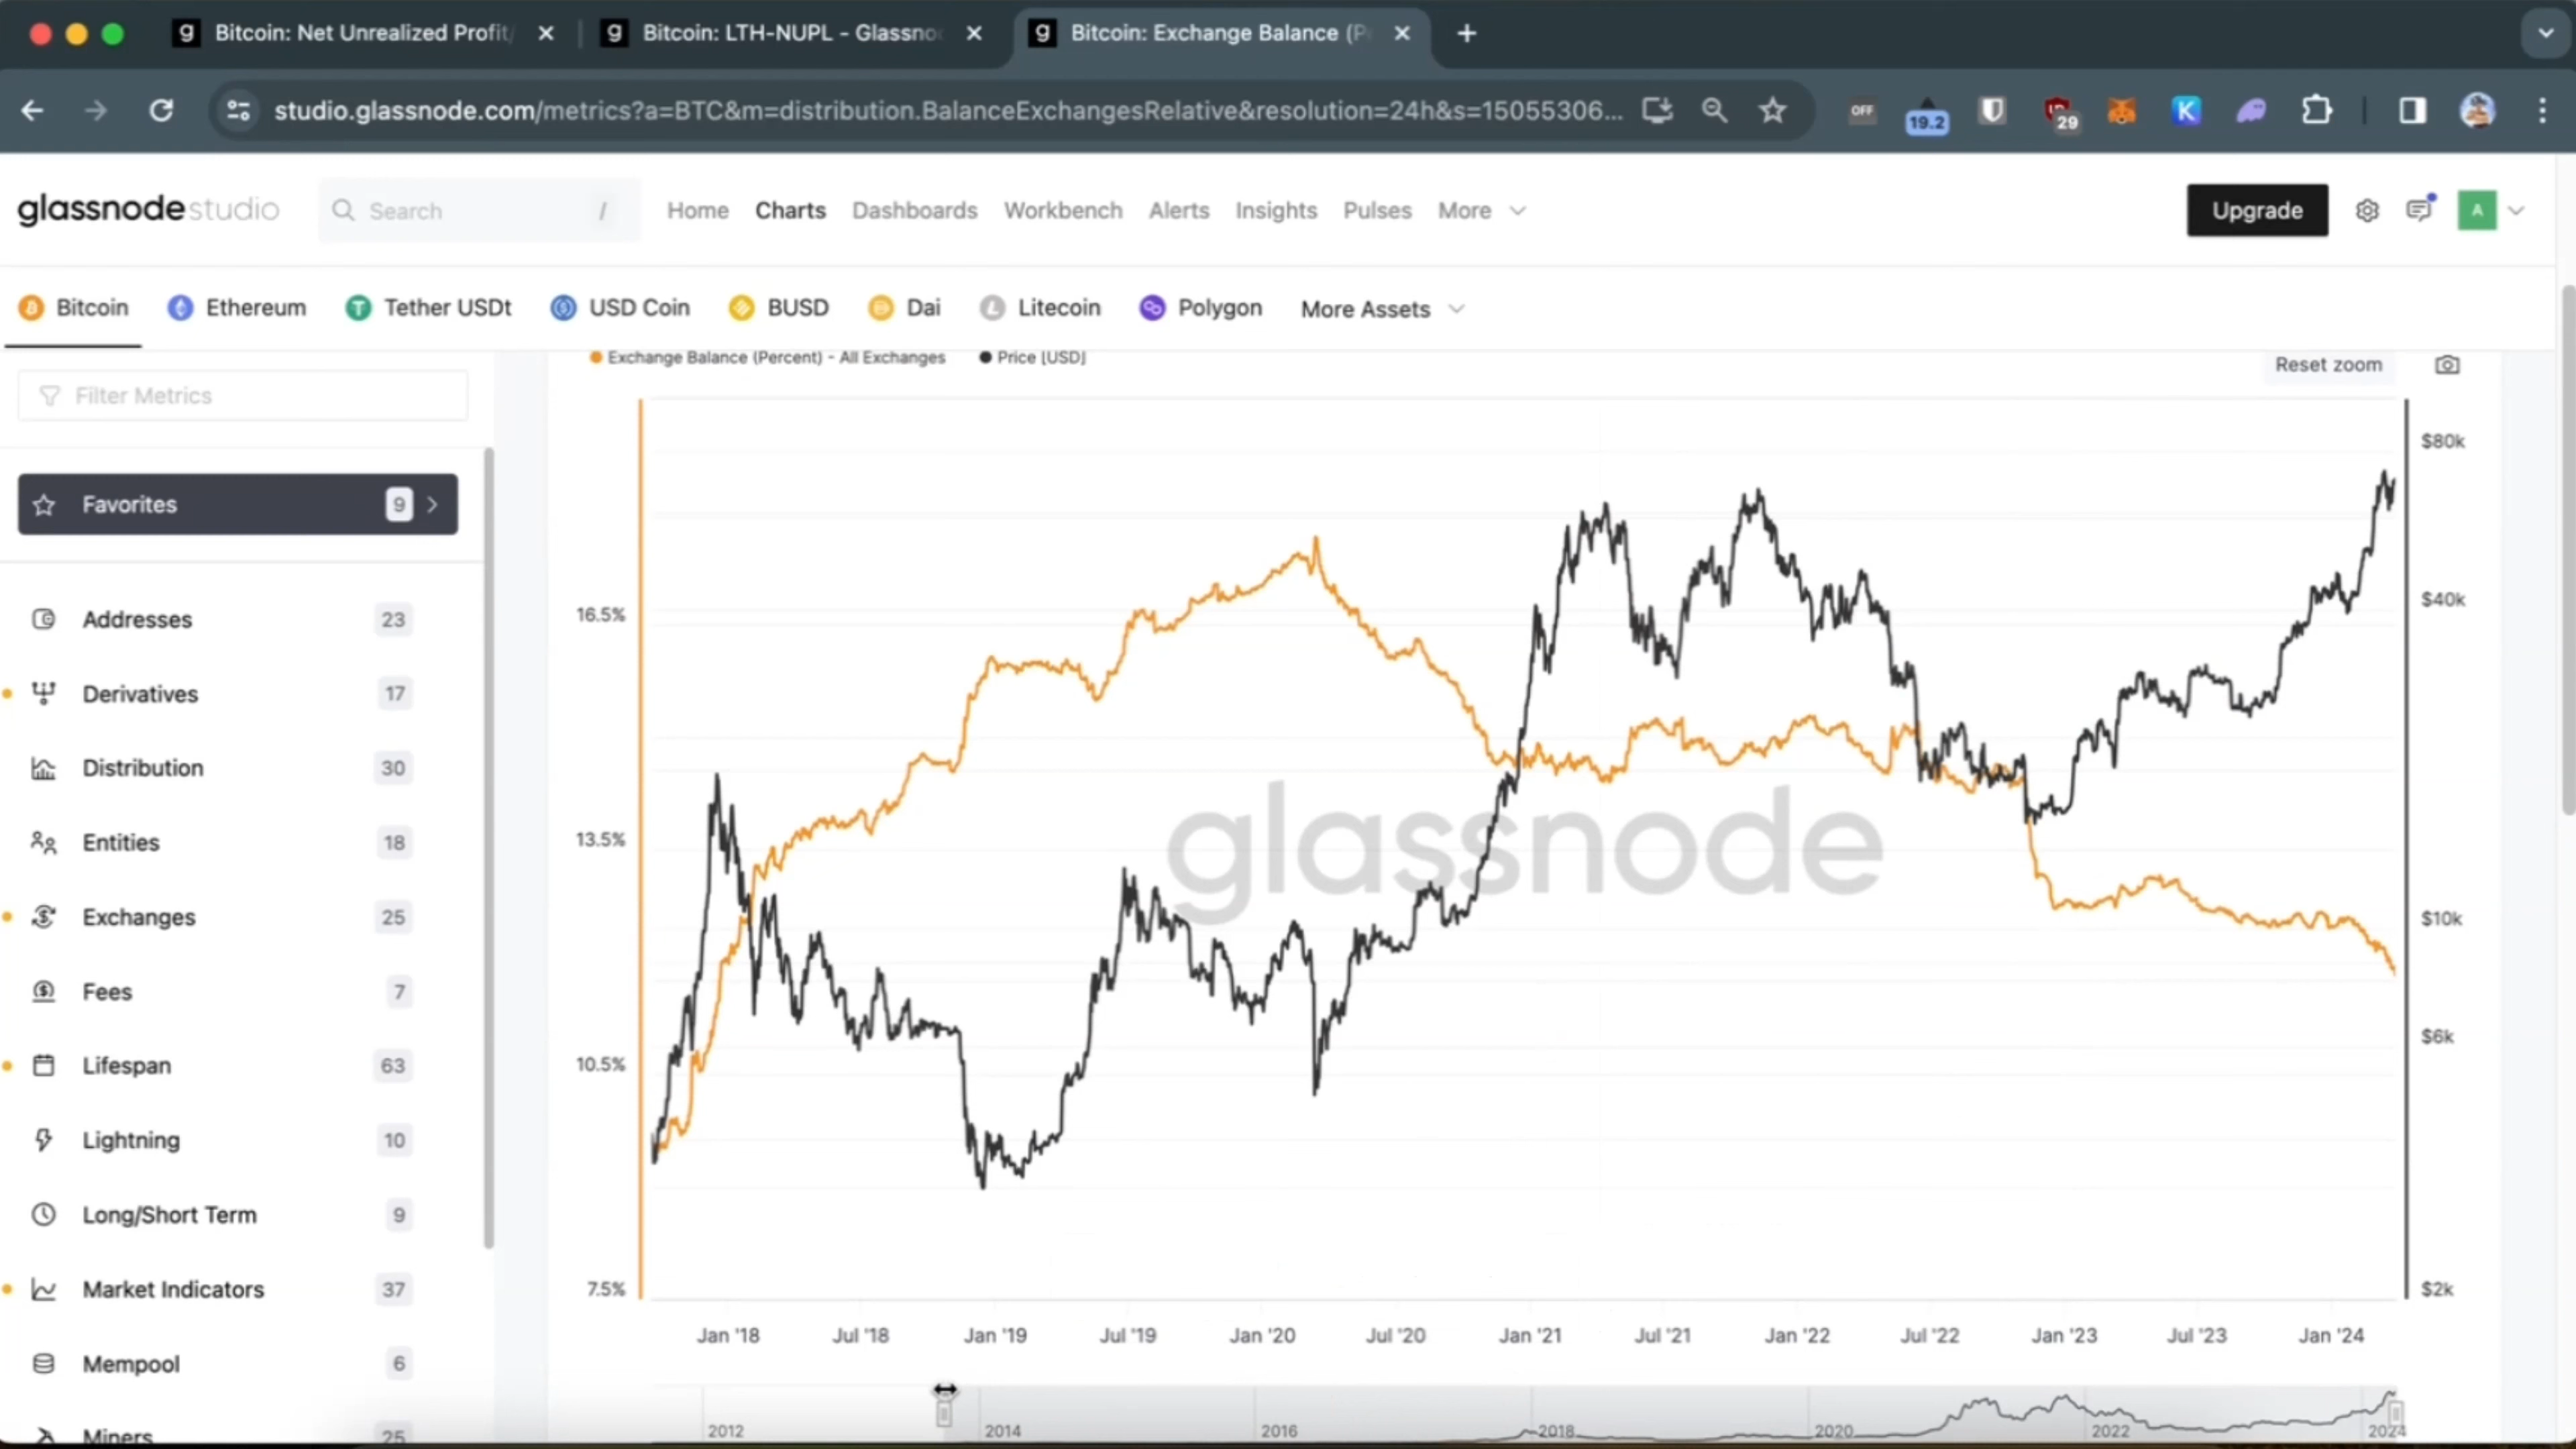 Bitcoin: Net Unrealized Profit/
Bitcoin: LTH-NUPL - Glassnod
Bitcoin: Exchange Balance (P
studio.glassnode.com/metrics?a=BTC&m=distribution.BalanceExchangesRelative&resolution=24h&s=15055306...
OFF
19.2
29
K
glassnode studio
Search /
Home Charts Dashboards Workbench Alerts Insights Pulses More
Upgrade
A
Bitcoin Ethereum Tether USDt USD Coin BUSD Dai Litecoin Polygon More Assets
Filter Metrics
Favorites 9
Addresses 23
Derivatives 17
Distribution 30
Entities 18
Exchanges 25
Fees 7
Lifespan 63
Lightning 10
Long/Short Term 9
Market Indicators 37
Mempool 6
Miners 25
Exchange Balance (Percent) - All Exchanges Price [USD]
Reset zoom
16.5%
13.5%
10.5%
7.5%
glassnode
$80k
$40k
$10k
$6k
$2k
Jan '18 Jul '18 Jan '19 Jul '19 Jan '20 Jul '20 Jan '21 Jul '21 Jan '22 Jul '22 Jan '23 Jul '23 Jan '24
2012 2014 2016 2018 2020 2022 2024